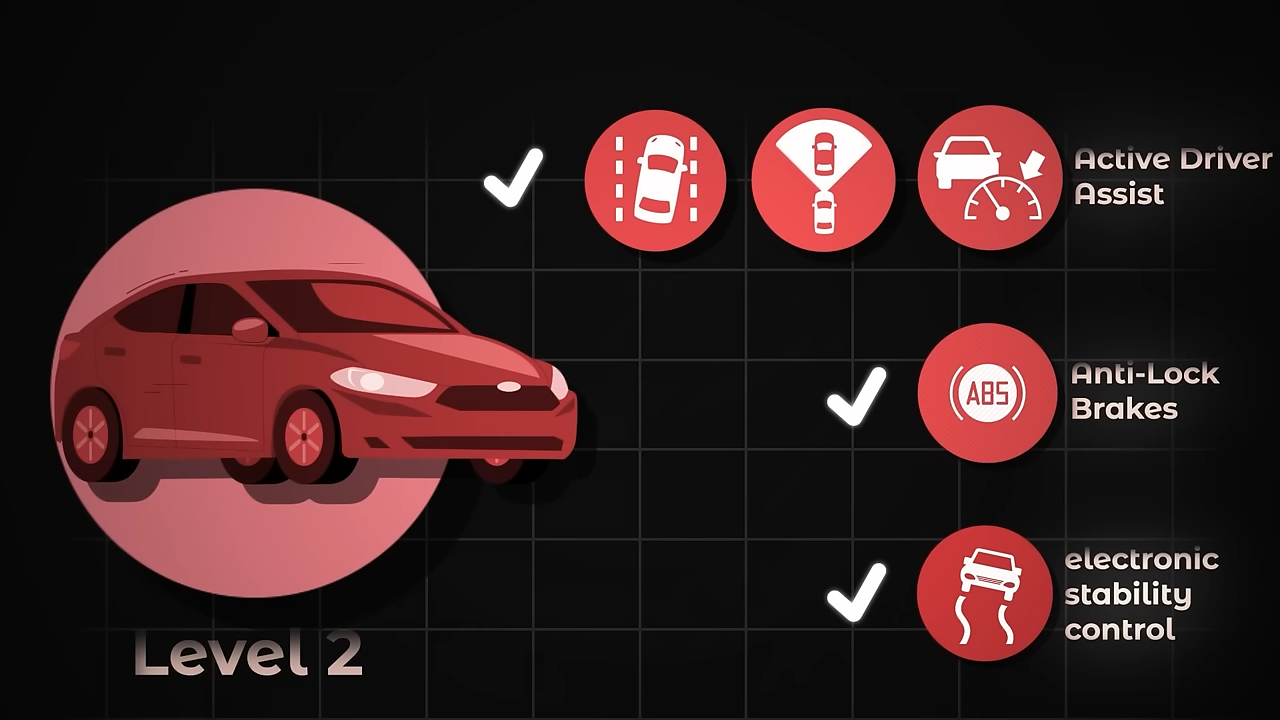 Active Driver
Assist
ABS
Anti-Lock
Brakes
electronic
stability
control
Level 2